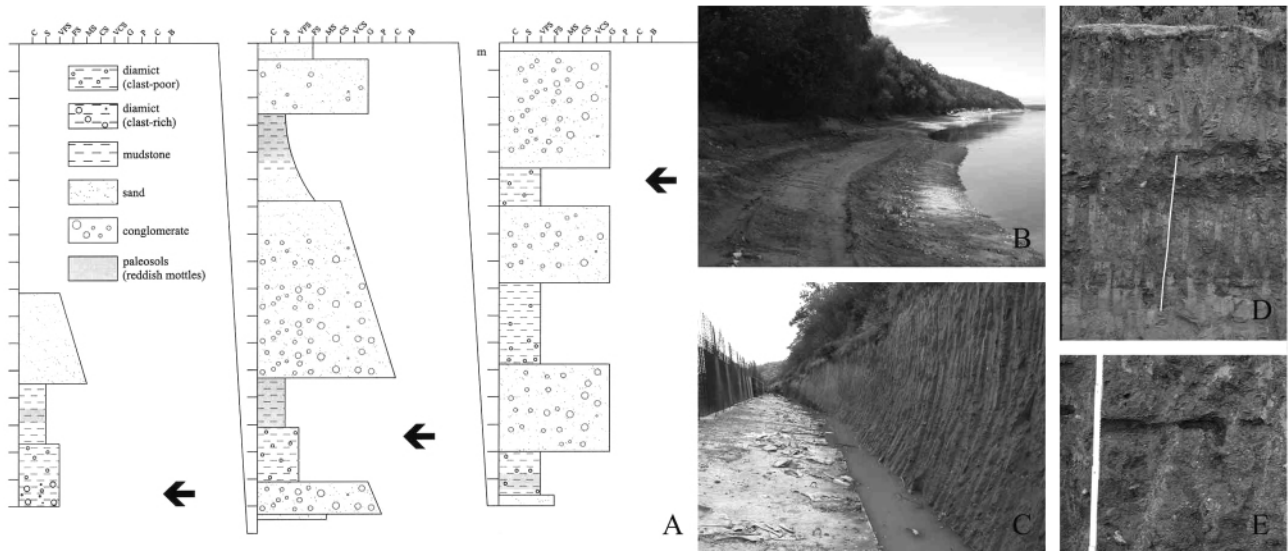 C S VFS FS MS CS VCS G P C B
diamict
(clast-poor)
diamict
(clast-rich)
mudstone
sand
conglomerate
paleosols
(reddish mottles)
C S VFS FS MS CS VCS G P C B
C S VFS FS MS CS VCS G P C B
m
A
B
C
D
E